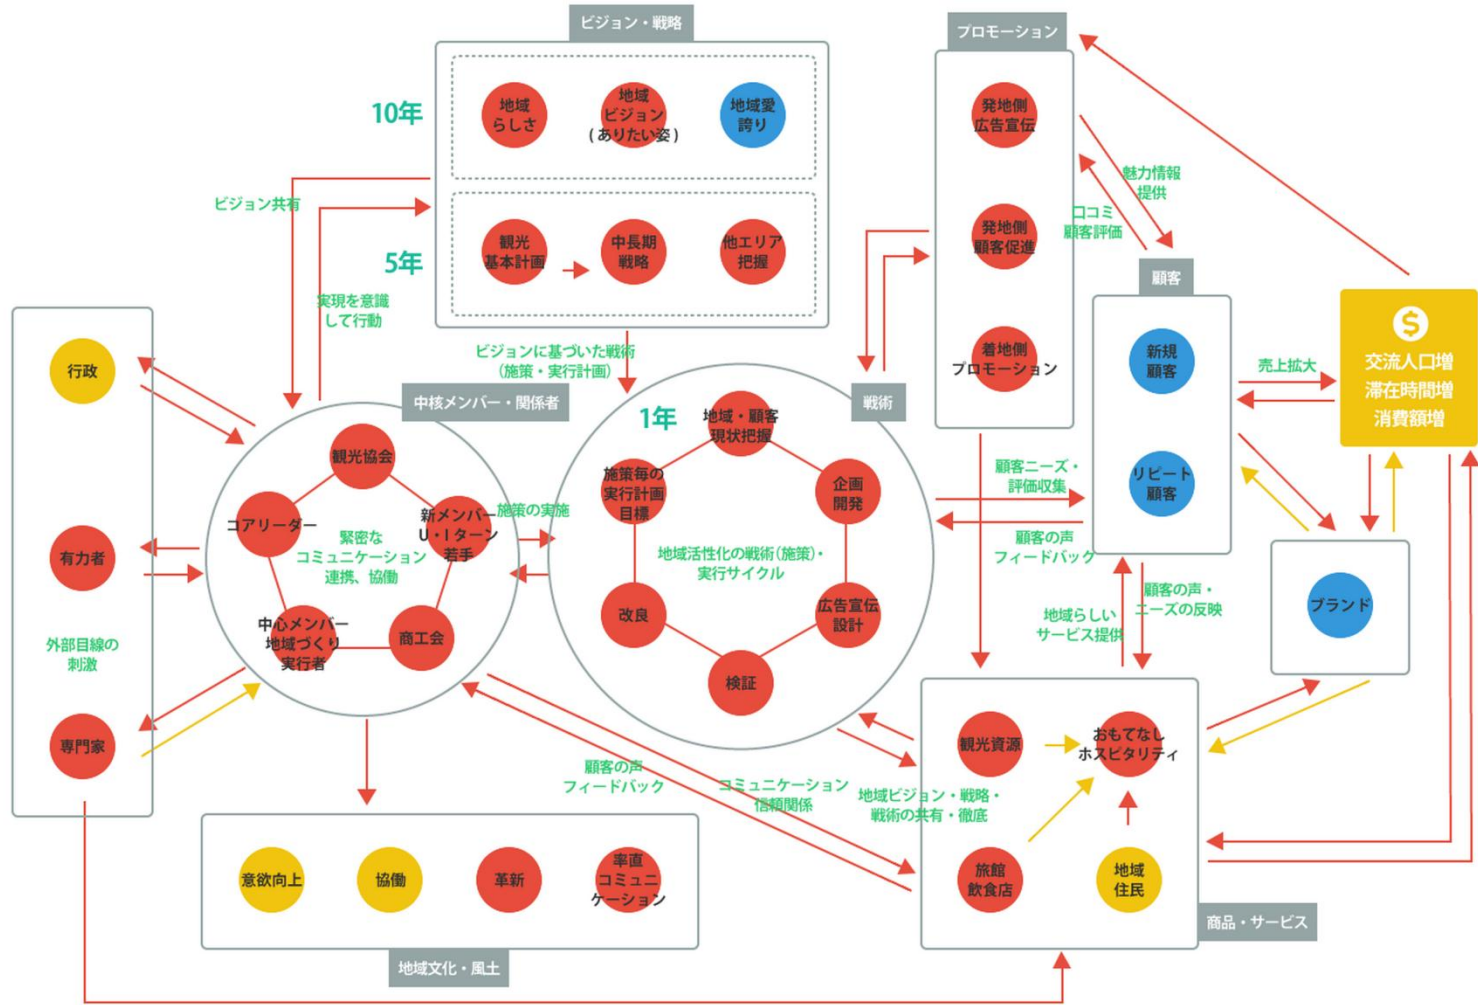 ビジョン・戦略
10年
地域
らしさ
地域
ビジョン
(ありたい姿)
地域愛
誇り
5年
観光
基本計画
中長期
戦略
他エリア
把握
プロモーション
発地側
広告宣伝
発地側
顧客促進
着地側
プロモーション
魅力情報
提供
口コミ
顧客評価
ビジョン共有
実現を意識
して行動
ビジョンに基づいた戦術
(施策・実行計画)
顧客
新規
顧客
リピート
顧客
売上拡大
$
交流人口増
滞在時間増
消費額増
行政
有力者
外部目線の
刺激
専門家
中核メンバー・関係者
観光協会
コアリーダー
新メンバー
U・Iターン
若手
緊密な
コミュニケーション
連携、協働
中心メンバー
地域づくり
実行者
商工会
施策の実施
戦術
1年
地域・顧客
現状把握
施策毎の
実行計画
目標
企画
開発
地域活性化の戦術(施策)・
実行サイクル
改良
広告宣伝
設計
検証
顧客ニーズ・
評価収集
顧客の声
フィードバック
地域らしい
サービス提供
顧客の声・
ニーズの反映
ブランド
顧客の声
フィードバック
コミュニケーション
信頼関係
地域ビジョン・戦略・
戦術の共有・徹底
観光資源
おもてなし
ホスピタリティ
旅館
飲食店
地域
住民
商品・サービス
意欲向上
協働
革新
率直
コミュニ
ケーション
地域文化・風土